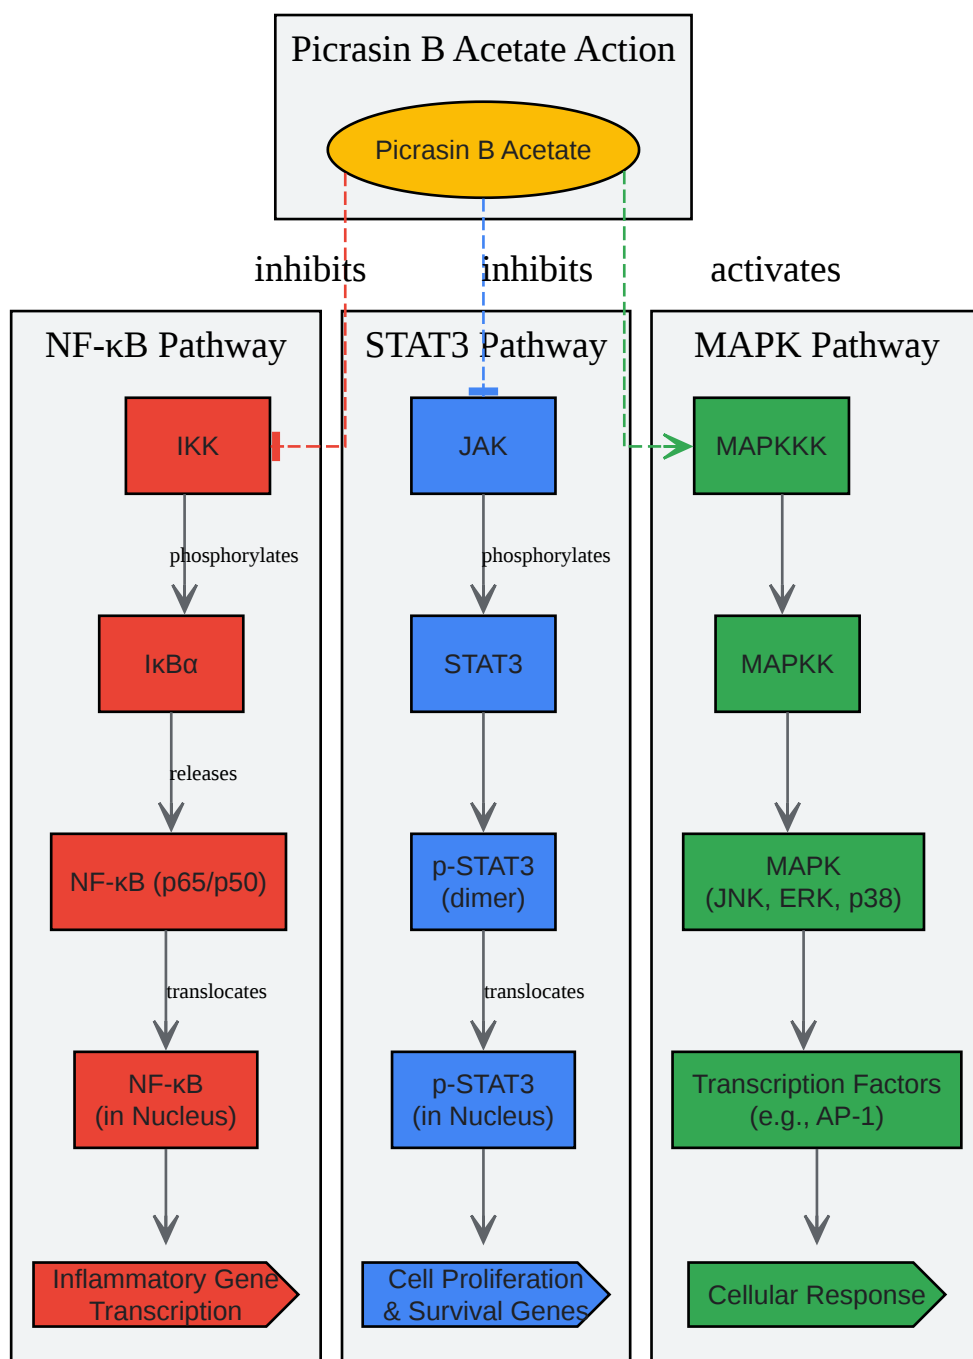 Picrasin B Acetate Action
Picrasin B Acetate
inhibits
inhibits
activates
NF-κB Pathway
IKK
phosphorylates
IκBα
releases
NF-κB (p65/p50)
translocates
NF-κB
(in Nucleus)
Inflammatory Gene
Transcription
STAT3 Pathway
JAK
phosphorylates
STAT3
p-STAT3
(dimer)
translocates
p-STAT3
(in Nucleus)
Cell Proliferation
& Survival Genes
MAPK Pathway
MAPKKK
MAPKK
MAPK
(JNK, ERK, p38)
Transcription Factors
(e.g., AP-1)
Cellular Response